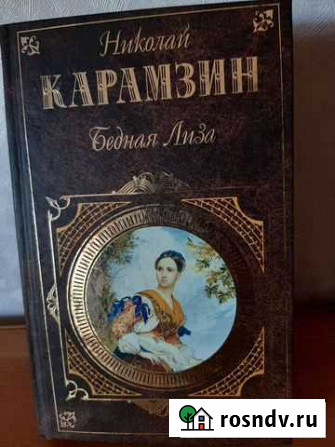 Николай
КАРАМЗИН
Бедная Лиза
rosndv.ru